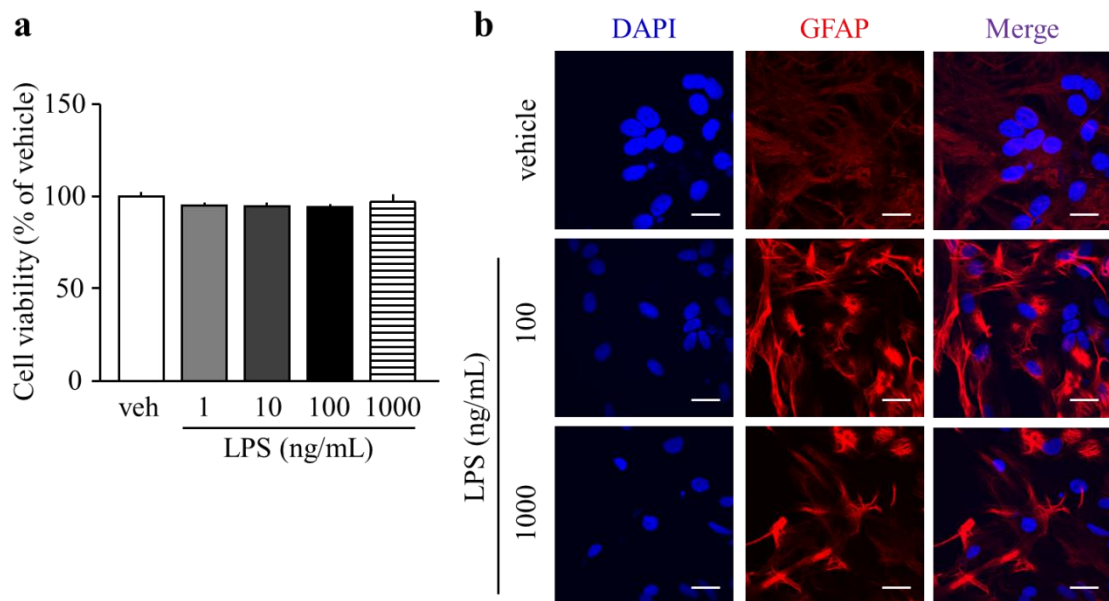 a
Cell viability (% of vehicle)
150
100
50
0
veh 1 10 100 1000
LPS (ng/mL)
b
DAPI GFAP Merge
vehicle
LPS (ng/mL)
100
1000